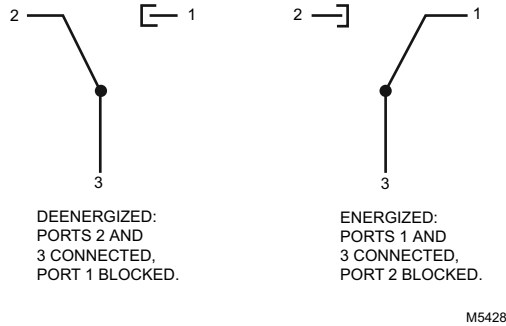 2
1
2
1
3
3
DEENERGIZED:
PORTS 2 AND
3 CONNECTED,
PORT 1 BLOCKED.
ENERGIZED:
PORTS 1 AND
3 CONNECTED,
PORT 2 BLOCKED.
M5428